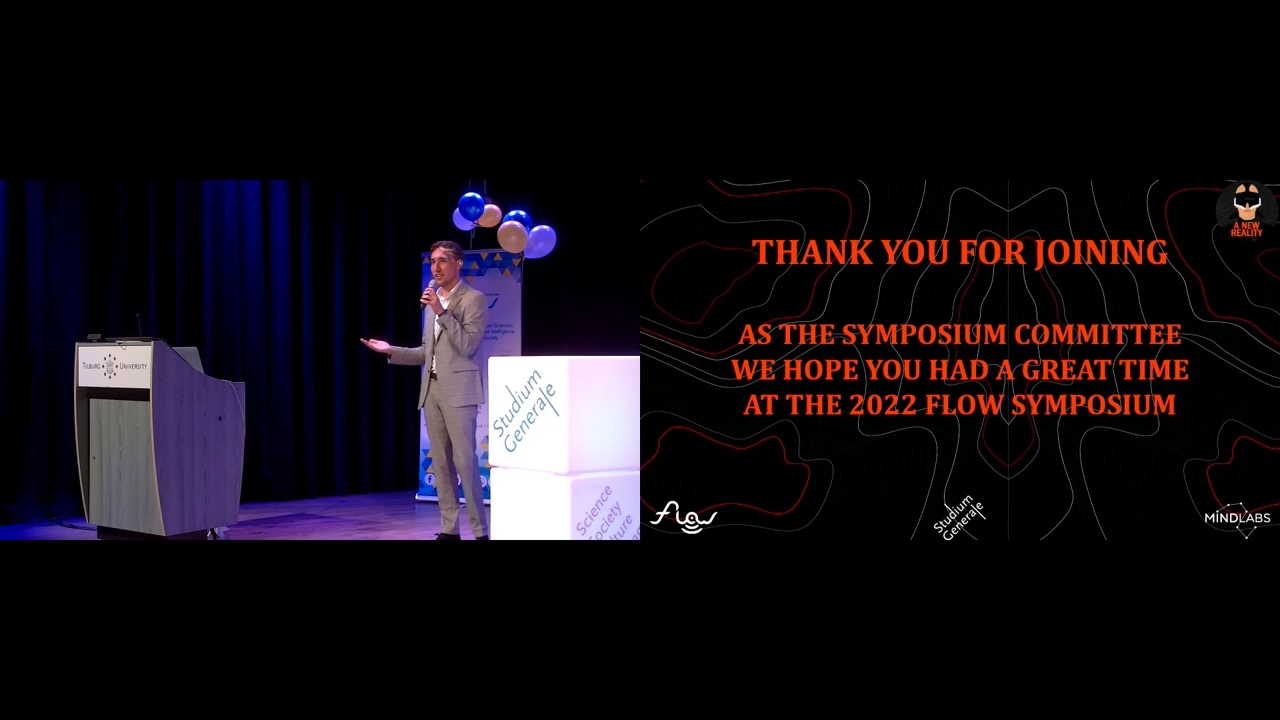 TILBURG UNIVERSITY
Studium
Generale
Science
Society
THANK YOU FOR JOINING
AS THE SYMPOSIUM COMMITTEE
WE HOPE YOU HAD A GREAT TIME
AT THE 2022 FLOW SYMPOSIUM
A NEW
REALITY
flow
Studium
Generale
MINDLABS